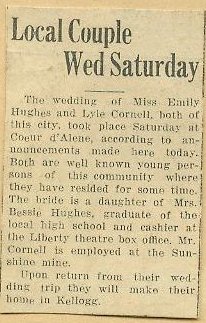 Local Couple
Wed Saturday
The wedding of Miss Emily
Hughes and Lyle Cornell, both of
this city, took place Saturday at
Coeur d'Alene, according to an-
nouncements made here today.
Both are well known young per-
sons of this community where
they have resided for some time.
The bride is a daughter of Mrs.
Bessie Hughes, graduate of the
local high school and cashier at
the Liberty theatre box office. Mr.
Cornell is employed at the Sun-
shine mine.
Upon return from their wed-
ding trip they will make their
home in Kellogg.